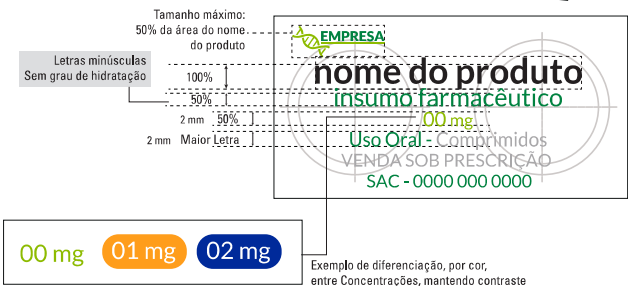 Tamanho máximo:
50% da área do nome
do produto
EMPRESA
Letras minúsculas
Sem grau de hidratação
100%
nome do produto
50%
insumo farmacêutico
2 mm 50%
00 mg
2 mm Maior Letra
Uso Oral - Comprimidos
VENDA SOB PRESCRIÇÃO
SAC - 0000 000 0000
00 mg 01 mg 02 mg
Exemplo de diferenciação, por cor,
entre Concentrações, mantendo contraste